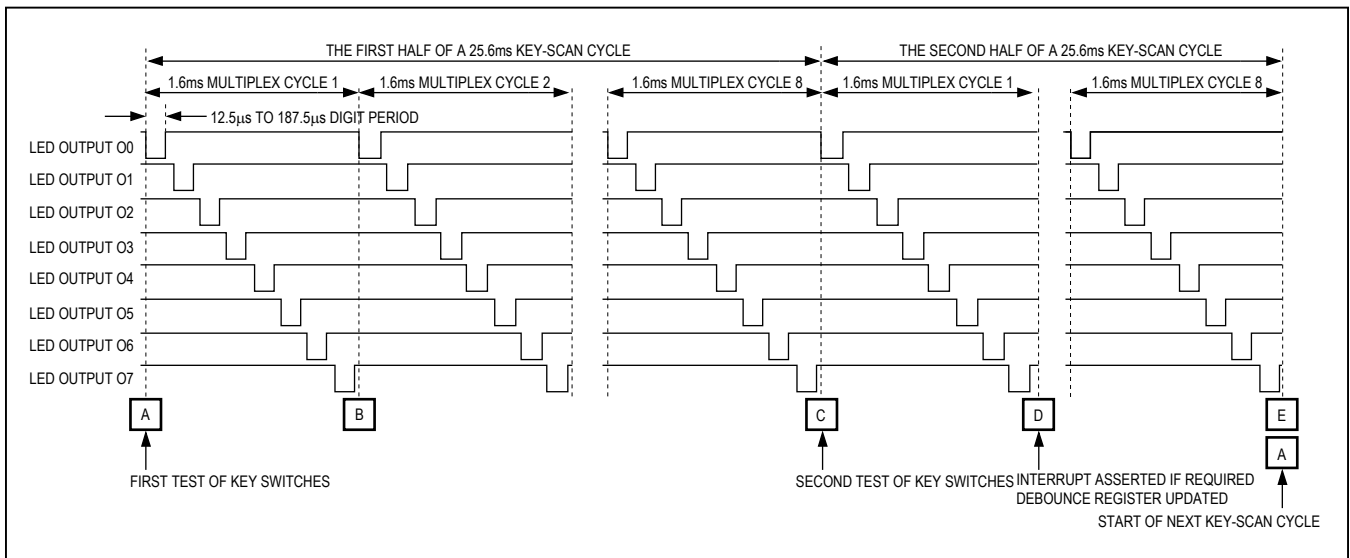 THE FIRST HALF OF A 25.6ms KEY-SCAN CYCLE
THE SECOND HALF OF A 25.6ms KEY-SCAN CYCLE
1.6ms MULTIPLEX CYCLE 1
1.6ms MULTIPLEX CYCLE 2
1.6ms MULTIPLEX CYCLE 8
1.6ms MULTIPLEX CYCLE 1
1.6ms MULTIPLEX CYCLE 8
12.5µs TO 187.5µs DIGIT PERIOD
LED OUTPUT O0
LED OUTPUT O1
LED OUTPUT O2
LED OUTPUT O3
LED OUTPUT O4
LED OUTPUT O5
LED OUTPUT O6
LED OUTPUT O7
A
B
C
D
E
A
FIRST TEST OF KEY SWITCHES
SECOND TEST OF KEY SWITCHES
INTERRUPT ASSERTED IF REQUIRED
DEBOUNCE REGISTER UPDATED
START OF NEXT KEY-SCAN CYCLE